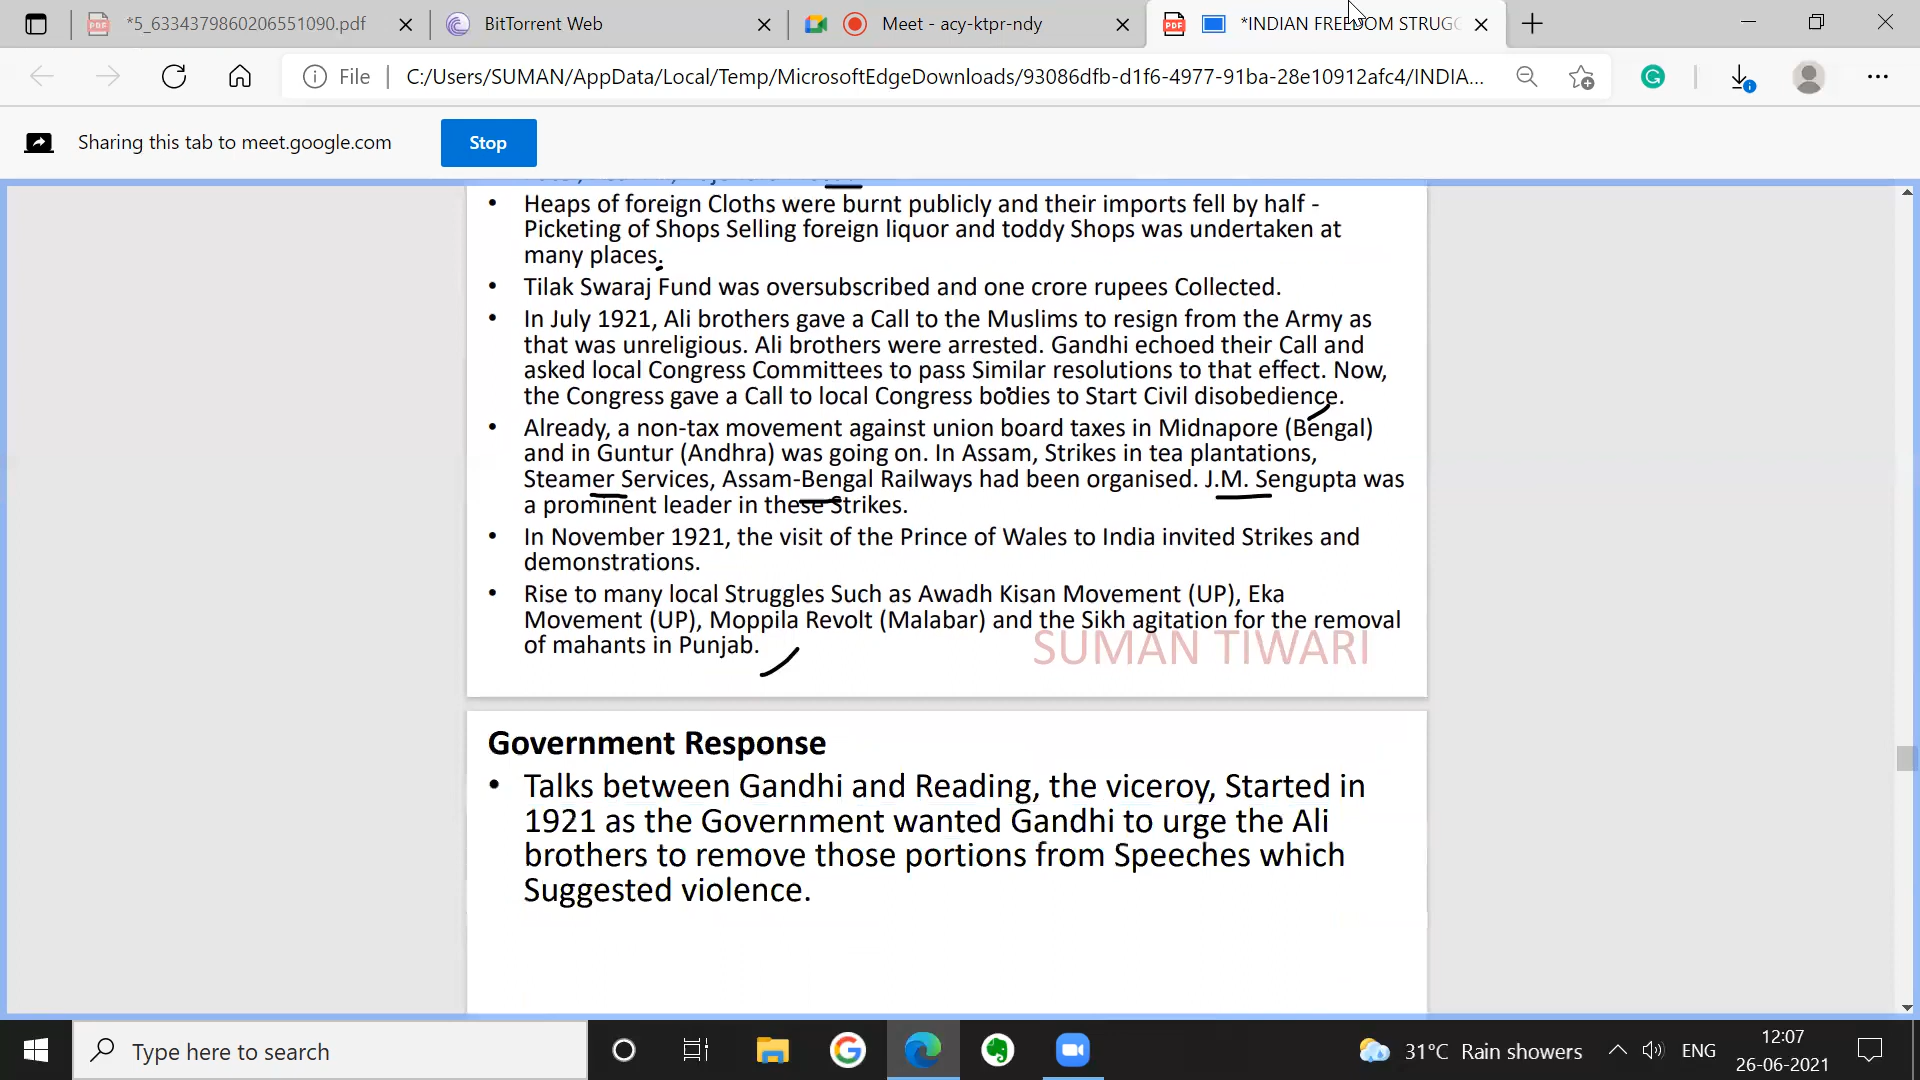 *5_6334379860206551090.pdf
BitTorrent Web
Meet - acy-ktpr-ndy
*INDIAN FREEDOM STRUGG
File
C:/Users/SUMAN/AppData/Local/Temp/MicrosoftEdgeDownloads/93086dfb-d1f6-4977-91ba-28e10912afc4/INDIA...
Sharing this tab to meet.google.com
Stop
• Heaps of foreign Cloths were burnt publicly and their imports fell by half -
Picketing of Shops Selling foreign liquor and toddy Shops was undertaken at
many places.
• Tilak Swaraj Fund was oversubscribed and one crore rupees Collected.
• In July 1921, Ali brothers gave a Call to the Muslims to resign from the Army as
that was unreligious. Ali brothers were arrested. Gandhi echoed their Call and
asked local Congress Committees to pass Similar resolutions to that effect. Now,
the Congress gave a Call to local Congress bodies to Start Civil disobedience.
• Already, a non-tax movement against union board taxes in Midnapore (Bengal)
and in Guntur (Andhra) was going on. In Assam, Strikes in tea plantations,
Steamer Services, Assam-Bengal Railways had been organised. J.M. Sengupta was
a prominent leader in these Strikes.
• In November 1921, the visit of the Prince of Wales to India invited Strikes and
demonstrations.
• Rise to many local Struggles Such as Awadh Kisan Movement (UP), Eka
Movement (UP), Moppila Revolt (Malabar) and the Sikh agitation for the removal
of mahants in Punjab.
SUMAN TIWARI
Government Response
• Talks between Gandhi and Reading, the viceroy, Started in
1921 as the Government wanted Gandhi to urge the Ali
brothers to remove those portions from Speeches which
Suggested violence.
Type here to search
31°C Rain showers
ENG
12:07
26-06-2021